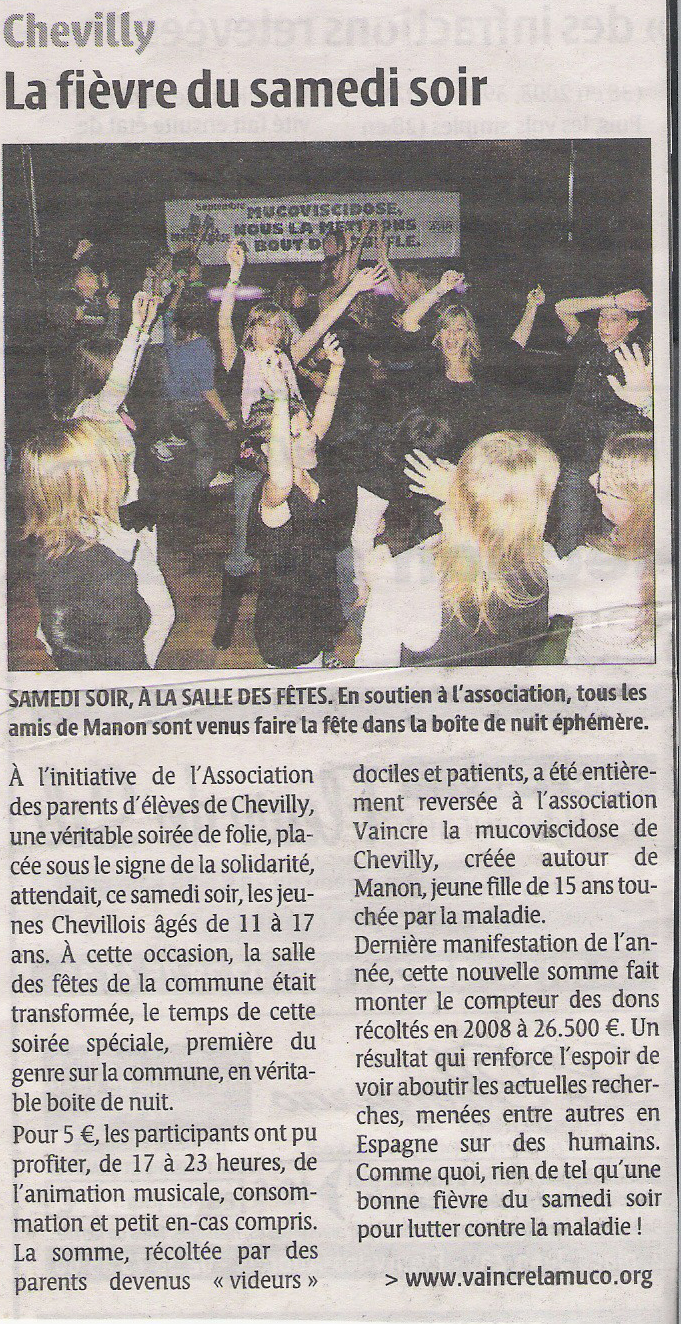 Chevilly
La fièvre du samedi soir
Septembre
MUCOVISCIDOSE,
NOUS LA METTRONS
A BOUT DE SOUFFLE.
SAMEDI SOIR, À LA SALLE DES FÊTES. En soutien à l'association, tous les
amis de Manon sont venus faire la fête dans la boîte de nuit éphémère.
À l'initiative de l'Association
des parents d'élèves de Chevilly,
une véritable soirée de folie, pla-
cée sous le signe de la solidarité,
attendait, ce samedi soir, les jeu-
nes Chevillois âgés de 11 à 17
ans. À cette occasion, la salle
des fêtes de la commune était
transformée, le temps de cette
soirée spéciale, première du
genre sur la commune, en vérita-
ble boite de nuit.
Pour 5 €, les participants ont pu
profiter, de 17 à 23 heures, de
l'animation musicale, consom-
mation et petit en-cas compris.
La somme, récoltée par des
parents devenus « videurs »
dociles et patients, a été entière-
ment reversée à l'association
Vaincre la mucoviscidose de
Chevilly, créée autour de
Manon, jeune fille de 15 ans tou-
chée par la maladie.
Dernière manifestation de l'an-
née, cette nouvelle somme fait
monter le compteur des dons
récoltés en 2008 à 26.500 €. Un
résultat qui renforce l'espoir de
voir aboutir les actuelles recher-
ches, menées entre autres en
Espagne sur des humains.
Comme quoi, rien de tel qu'une
bonne fièvre du samedi soir
pour lutter contre la maladie !
> www.vaincrelamuco.org